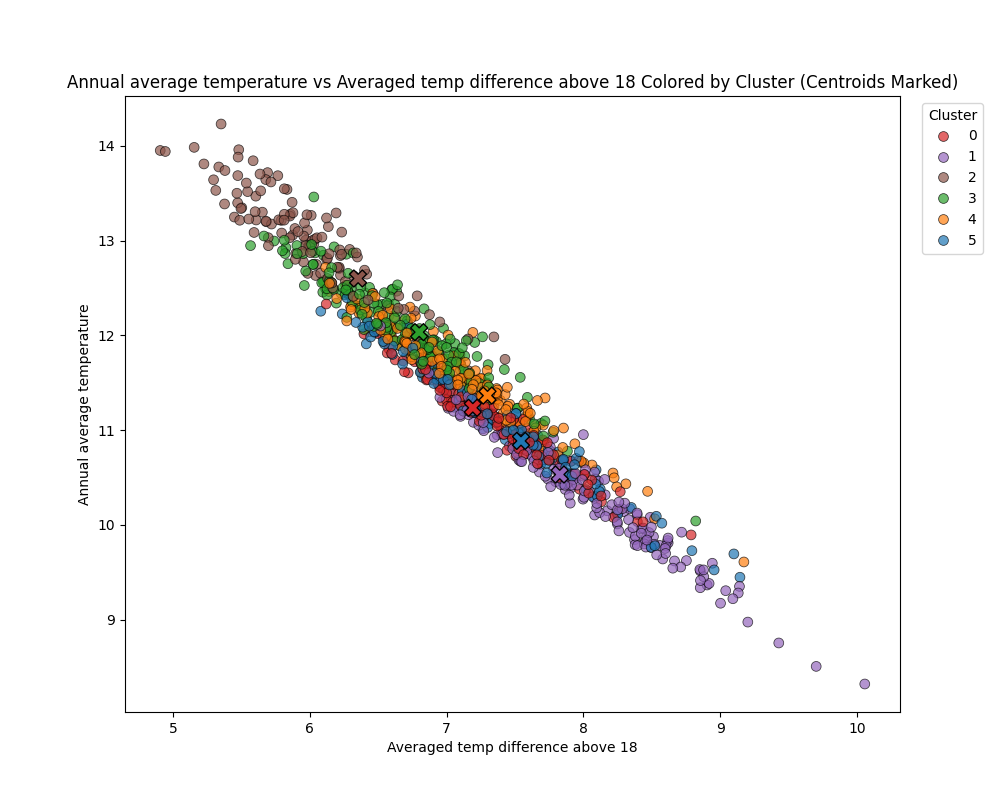 Annual average temperature vs Averaged temp difference above 18 Colored by Cluster (Centroids Marked)
Cluster
0
1
2
3
4
5
14
13
12
11
10
9
Annual average temperature
5 6 7 8 9 10
Averaged temp difference above 18